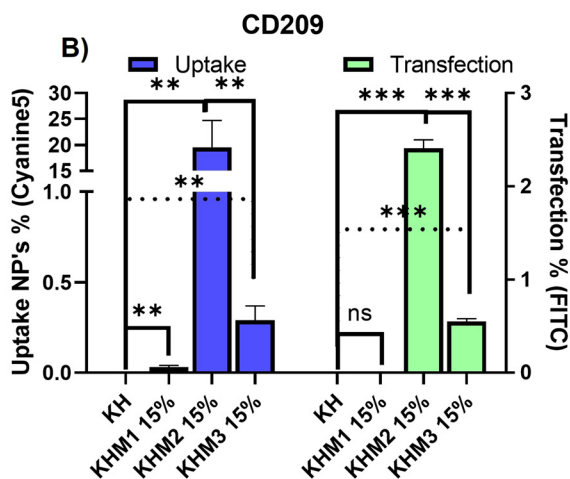 CD209
B)
Uptake
Transfection
Uptake NP's % (Cyanine5)
30
20
15
1.0
0.5
0.0
** **
**
**
*** ***
***
ns
3
2
1
0
Transfection % (FITC)
KH
KHM1 15%
KHM2 15%
KHM3 15%
KH
KHM1 15%
KHM2 15%
KHM3 15%